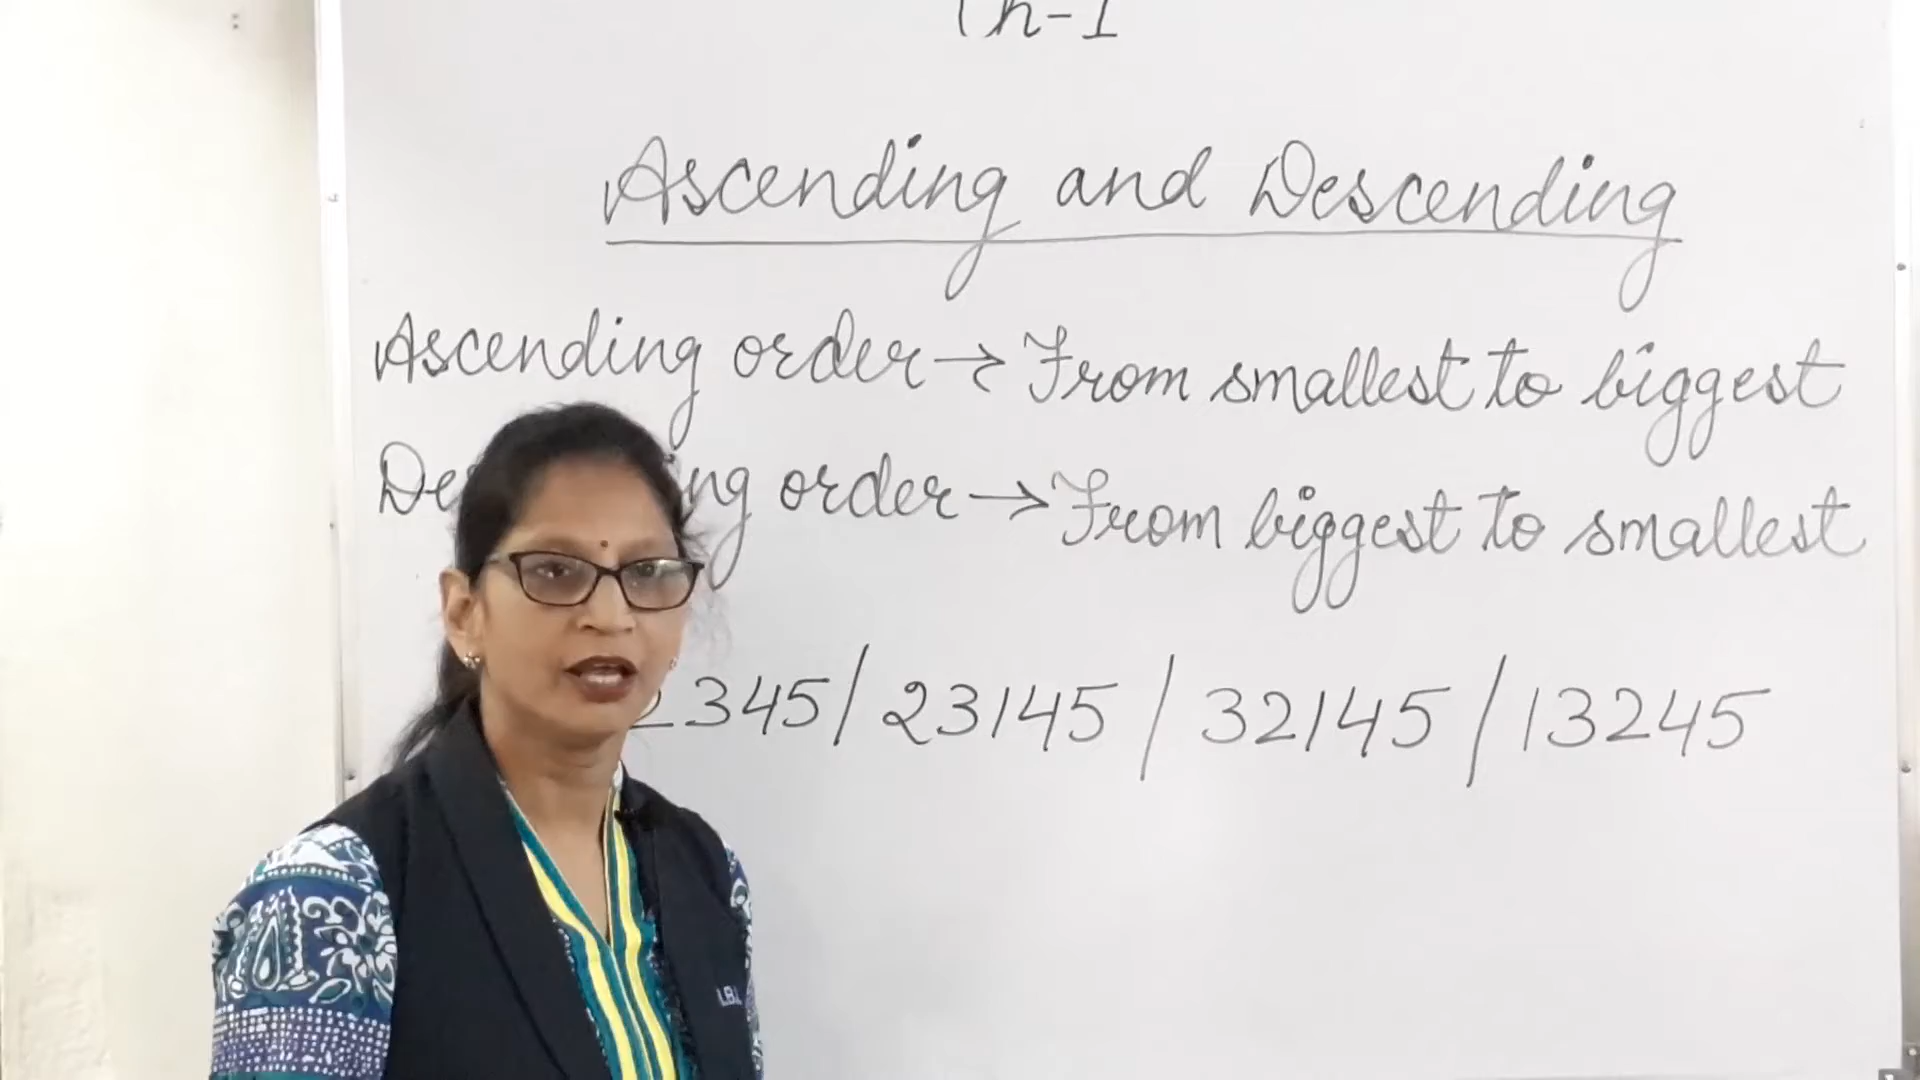 Ch-1
Ascending and Descending
Ascending order → From smallest to biggest
order → From biggest to smallest
2345 / 23145 / 32145 / 13245